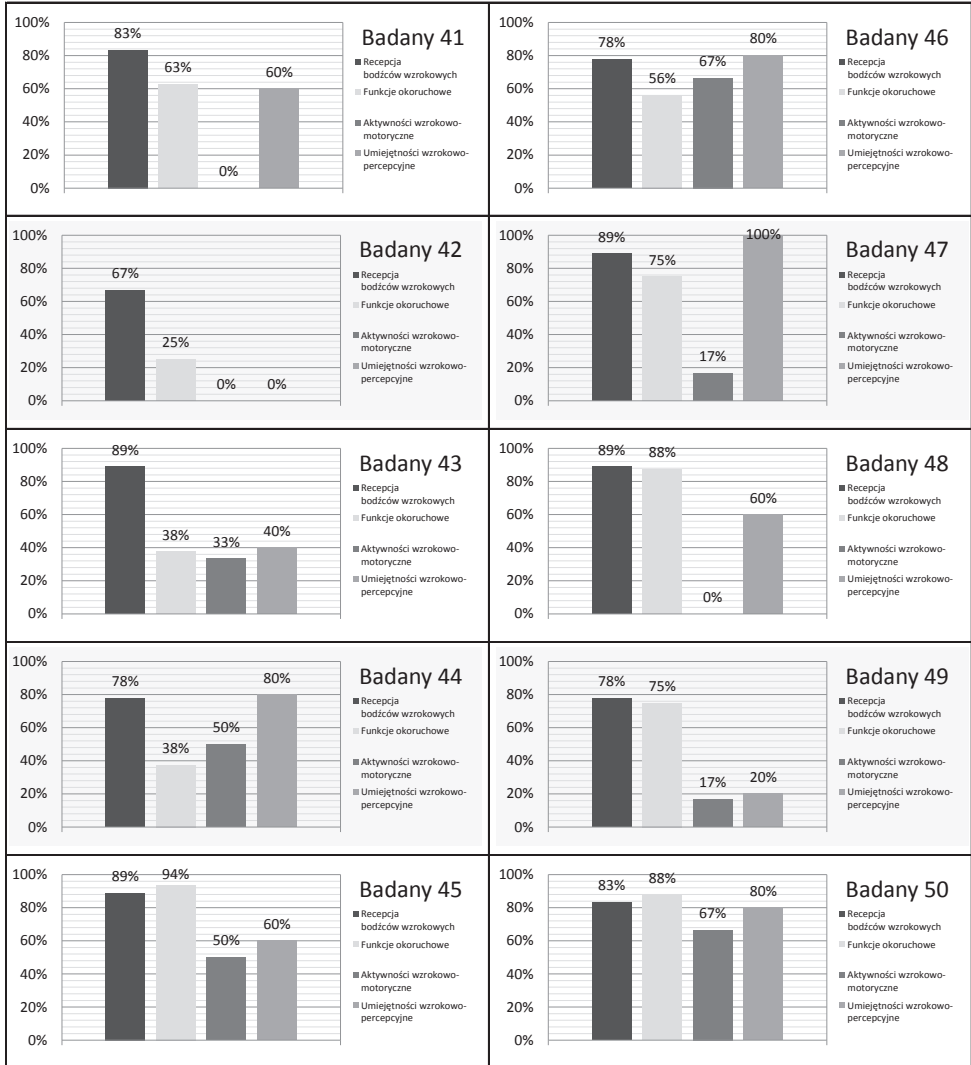 Badany 41
100%
80%
60%
40%
20%
0%
83%
63%
0%
60%
Recepcja
bodźców wzrokowych
Funkcje okoruchowe
Aktywności wzrokowo-
motoryczne
Umiejętności wzrokowo-
percepcyjne
Badany 46
100%
80%
60%
40%
20%
0%
78%
56%
67%
80%
Recepcja
bodźców wzrokowych
Funkcje okoruchowe
Aktywności wzrokowo-
motoryczne
Umiejętności wzrokowo-
percepcyjne
Badany 42
100%
80%
60%
40%
20%
0%
67%
25%
0%
0%
Recepcja
bodźców wzrokowych
Funkcje okoruchowe
Aktywności wzrokowo-
motoryczne
Umiejętności wzrokowo-
percepcyjne
Badany 47
100%
80%
60%
40%
20%
0%
89%
75%
17%
100%
Recepcja
bodźców wzrokowych
Funkcje okoruchowe
Aktywności wzrokowo-
motoryczne
Umiejętności wzrokowo-
percepcyjne
Badany 43
100%
80%
60%
40%
20%
0%
89%
38%
33%
40%
Recepcja
bodźców wzrokowych
Funkcje okoruchowe
Aktywności wzrokowo-
motoryczne
Umiejętności wzrokowo-
percepcyjne
Badany 48
100%
80%
60%
40%
20%
0%
89%
88%
0%
60%
Recepcja
bodźców wzrokowych
Funkcje okoruchowe
Aktywności wzrokowo-
motoryczne
Umiejętności wzrokowo-
percepcyjne
Badany 44
100%
80%
60%
40%
20%
0%
78%
38%
50%
80%
Recepcja
bodźców wzrokowych
Funkcje okoruchowe
Aktywności wzrokowo-
motoryczne
Umiejętności wzrokowo-
percepcyjne
Badany 49
100%
80%
60%
40%
20%
0%
78%
75%
17%
20%
Recepcja
bodźców wzrokowych
Funkcje okoruchowe
Aktywności wzrokowo-
motoryczne
Umiejętności wzrokowo-
percepcyjne
Badany 45
100%
80%
60%
40%
20%
0%
89%
94%
50%
60%
Recepcja
bodźców wzrokowych
Funkcje okoruchowe
Aktywności wzrokowo-
motoryczne
Umiejętności wzrokowo-
percepcyjne
Badany 50
100%
80%
60%
40%
20%
0%
83%
88%
67%
80%
Recepcja
bodźców wzrokowych
Funkcje okoruchowe
Aktywności wzrokowo-
motoryczne
Umiejętności wzrokowo-
percepcyjne